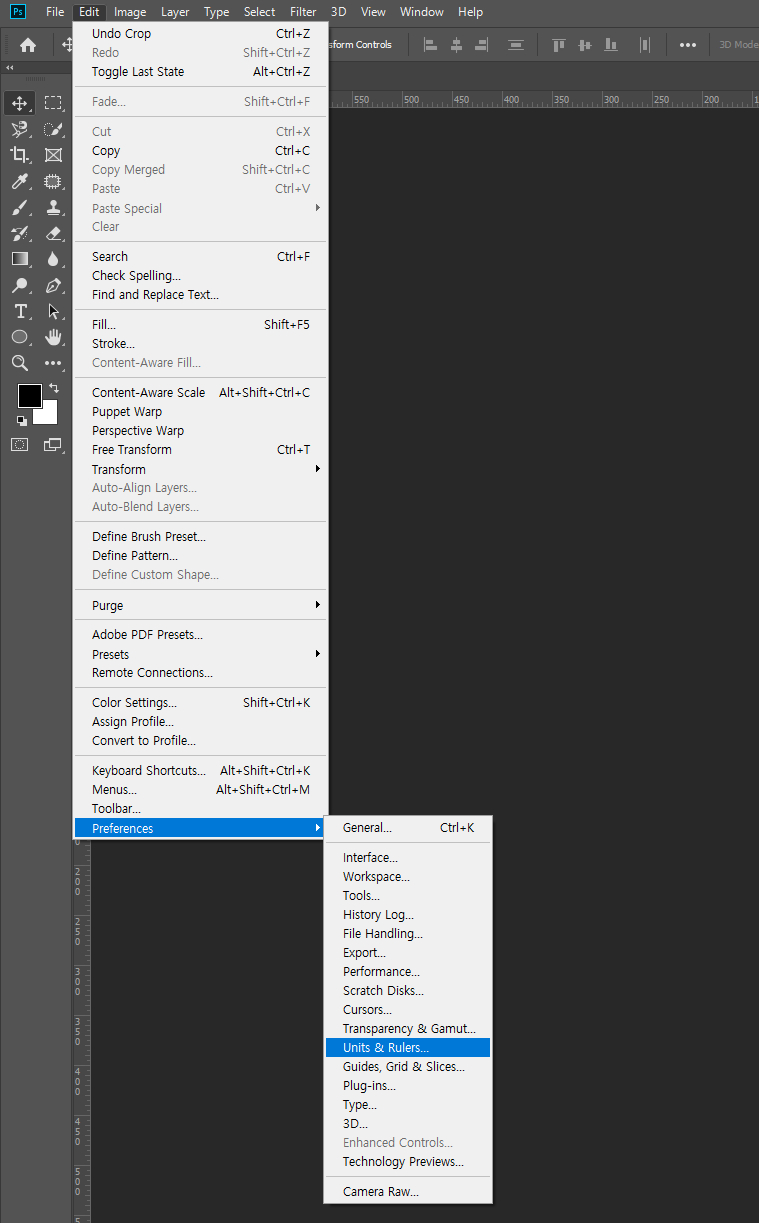 Ps File Edit Image Layer Type Select Filter 3D View Window Help
Undo Crop Ctrl+Z
Redo Shift+Ctrl+Z
sform Controls 3D Mode
Toggle Last State Alt+Ctrl+Z
Fade... Shift+Ctrl+F
550 500 450 400 350 300 250 200 1
Cut Ctrl+X
Copy Ctrl+C
Copy Merged Shift+Ctrl+C
Paste Ctrl+V
Paste Special
Clear
Search Ctrl+F
Check Spelling...
Find and Replace Text...
Fill... Shift+F5
Stroke...
Content-Aware Fill...
Content-Aware Scale Alt+Shift+Ctrl+C
Puppet Warp
Perspective Warp
Free Transform Ctrl+T
Transform
Auto-Align Layers...
Auto-Blend Layers...
Define Brush Preset...
Define Pattern...
Define Custom Shape...
Purge
Adobe PDF Presets...
Presets
Remote Connections...
Color Settings... Shift+Ctrl+K
Assign Profile...
Convert to Profile...
Keyboard Shortcuts... Alt+Shift+Ctrl+K
Menus... Alt+Shift+Ctrl+M
Toolbar...
Preferences
General... Ctrl+K
Interface...
Workspace...
Tools...
History Log...
File Handling...
Export...
Performance...
Scratch Disks...
Cursors...
Transparency & Gamut...
Units & Rulers...
Guides, Grid & Slices...
Plug-ins...
Type...
3D...
Enhanced Controls...
Technology Previews...
Camera Raw...
0
200
250
300
350
400
450
500
5